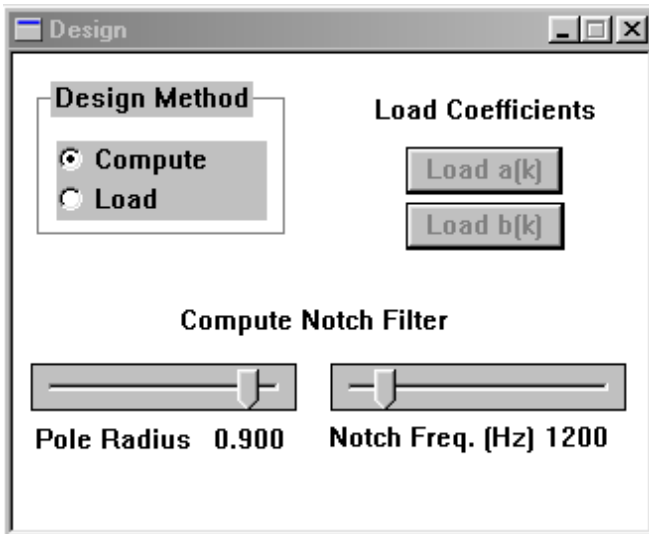 Design
Design Method
Compute
Load
Load Coefficients
Load a(k)
Load b(k)
Compute Notch Filter
Pole Radius 0.900
Notch Freq. (Hz) 1200